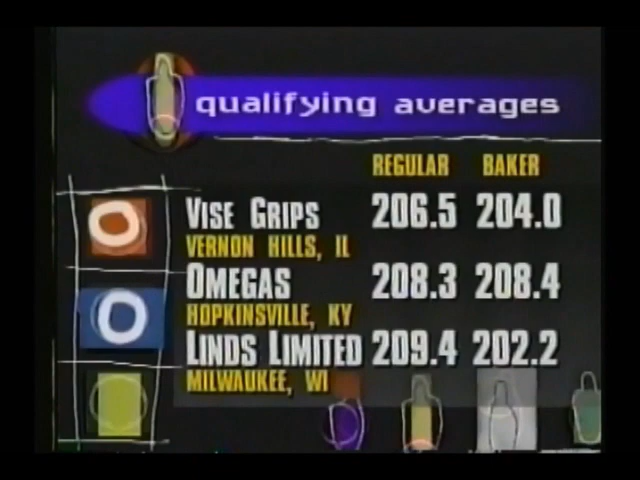 qualifying averages
REGULAR BAKER
VISE GRIPS 206.5 204.0
VERNON HILLS, IL
OMEGAS 208.3 208.4
HOPKINSVILLE, KY
LINDS LIMITED 209.4 202.2
MILWAUKEE, WI